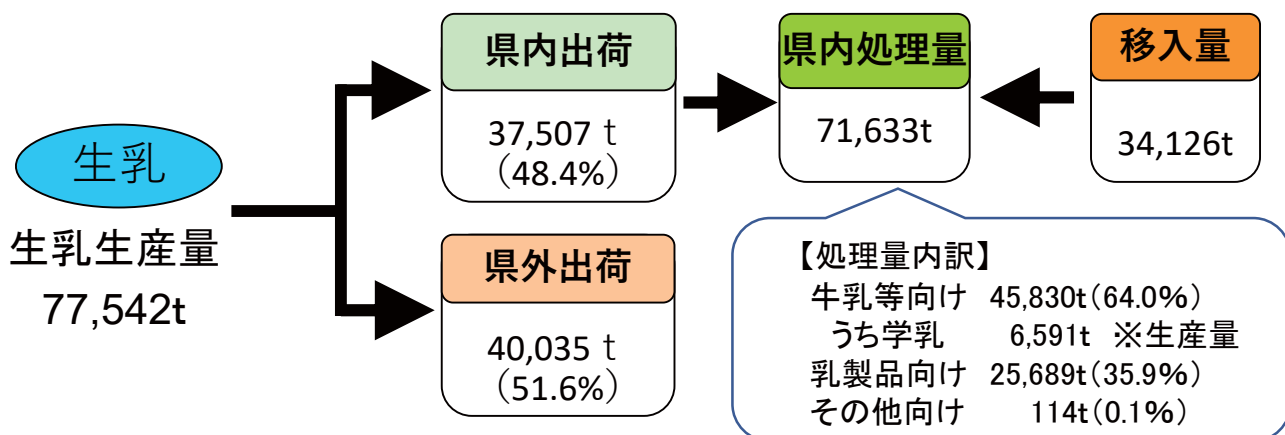 生乳
生乳生産量
77,542t
県内出荷
37,507 t
(48.4%)
県外出荷
40,035 t
(51.6%)
県内処理量
71,633t
移入量
34,126t
【処理量内訳】
牛乳等向け 45,830t(64.0%)
うち学乳 6,591t ※生産量
乳製品向け 25,689t(35.9%)
その他向け 114t(0.1%)